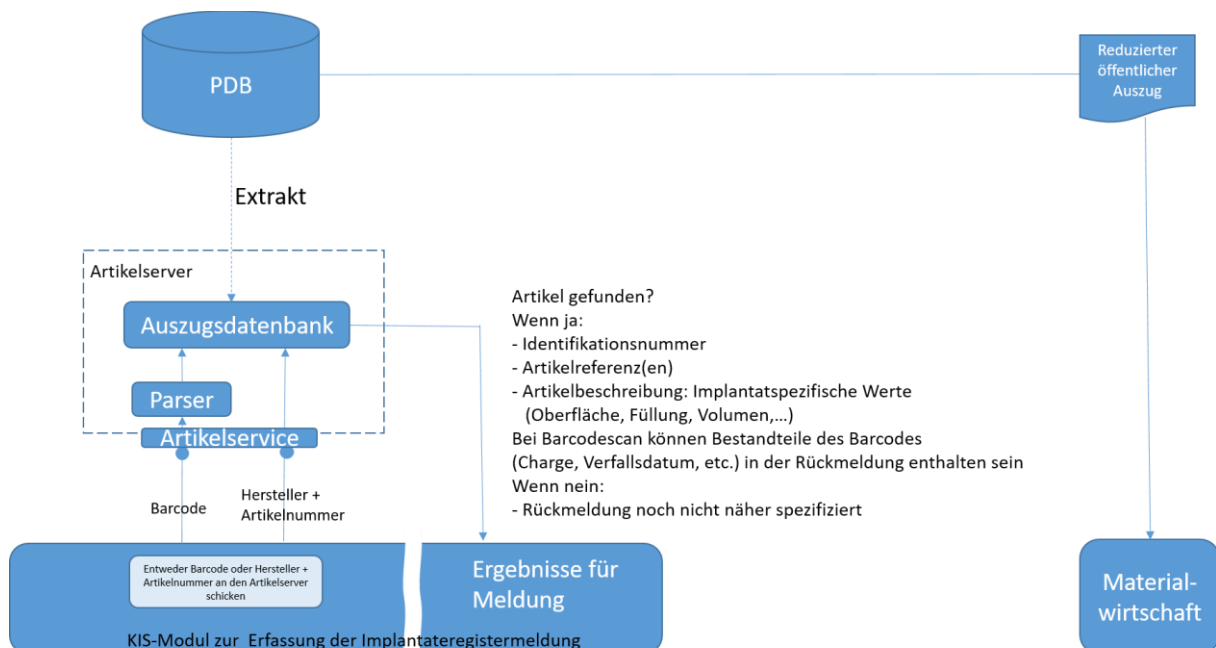 PDB
Reduzierter
öffentlicher
Auszug
Extrakt
Artikelserver
Auszugsdatenbank
Parser
Artikelservice
Barcode
Hersteller +
Artikelnummer
Artikel gefunden?
Wenn ja:
- Identifikationsnummer
- Artikelreferenz(en)
- Artikelbeschreibung: Implantatspezifische Werte
(Oberfläche, Füllung, Volumen,...)
Bei Barcodescan können Bestandteile des Barcodes
(Charge, Verfallsdatum, etc.) in der Rückmeldung enthalten sein
Wenn nein:
- Rückmeldung noch nicht näher spezifiziert
Entweder Barcode oder Hersteller +
Artikelnummer an den Artikelserver
schicken
KIS-Modul zur Erfassung der Implantateregistermeldung
Ergebnisse für
Meldung
Material-
wirtschaft